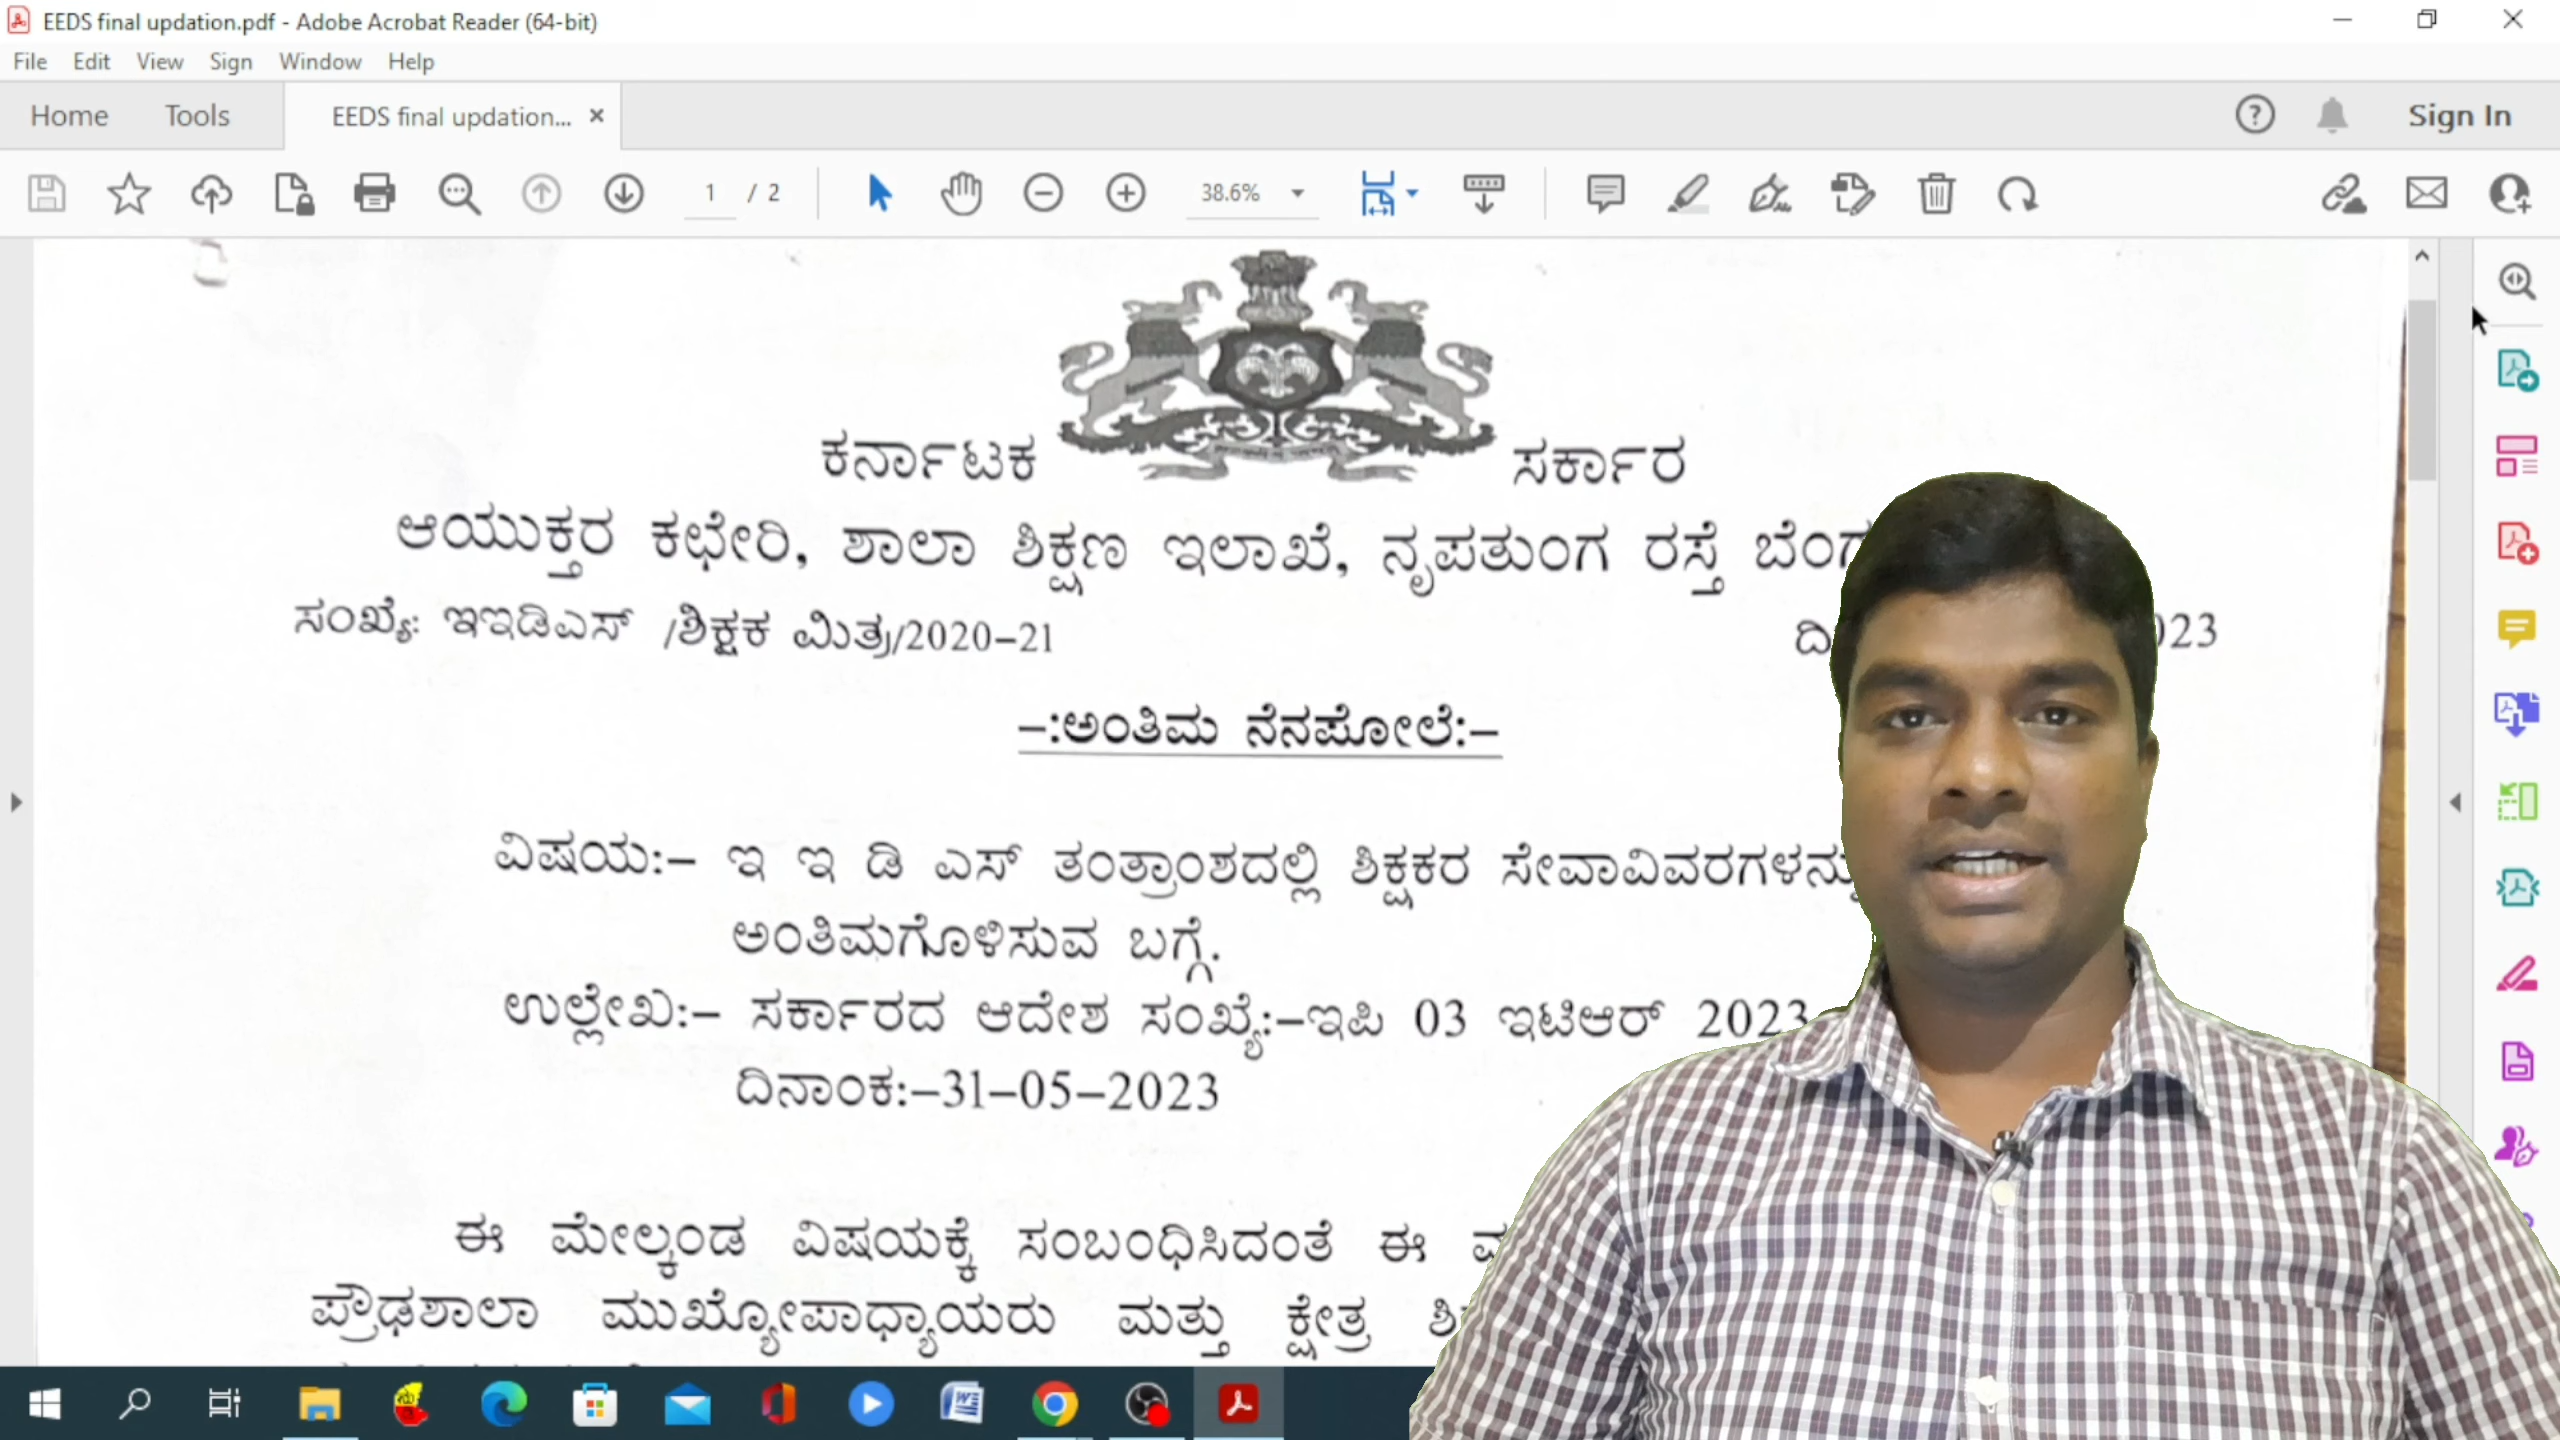 EEDS final updation.pdf - Adobe Acrobat Reader (64-bit)
File Edit View Sign Window Help
Home Tools EEDS final updation... Sign In
1 / 2 38.6%
ಕರ್ನಾಟಕ ಸರ್ಕಾರ
ಆಯುಕ್ತರ ಕಛೇರಿ, ಶಾಲಾ ಶಿಕ್ಷಣ ಇಲಾಖೆ, ನೃಪತುಂಗ ರಸ್ತೆ
ಸಂಖ್ಯೆ: ಇಇಡಿಎಸ್ /ಶಿಕ್ಷಕ ಮಿತ್ರ/2020-21
-:ಅಂತಿಮ ನೆನಪೋಲೆ:-
ವಿಷಯ:- ಇ ಇ ಡಿ ಎಸ್ ತಂತ್ರಾಂಶದಲ್ಲಿ ಶಿಕ್ಷಕರ ಸೇವಾವಿವರಗಳನ್ನು
ಅಂತಿಮಗೊಳಿಸುವ ಬಗ್ಗೆ.
ಉಲ್ಲೇಖ:- ಸರ್ಕಾರದ ಆದೇಶ ಸಂಖ್ಯೆ:-ಇಪಿ 03 ಇಟಿಆರ್ 2023
ದಿನಾಂಕ:-31-05-2023
ಈ ಮೇಲ್ಕಂಡ ವಿಷಯಕ್ಕೆ ಸಂಬಂಧಿಸಿದಂತೆ ಈ
ಪ್ರೌಢಶಾಲಾ ಮುಖ್ಯೋಪಾಧ್ಯಾಯರು ಮತ್ತು ಕ್ಷೇತ್ರ